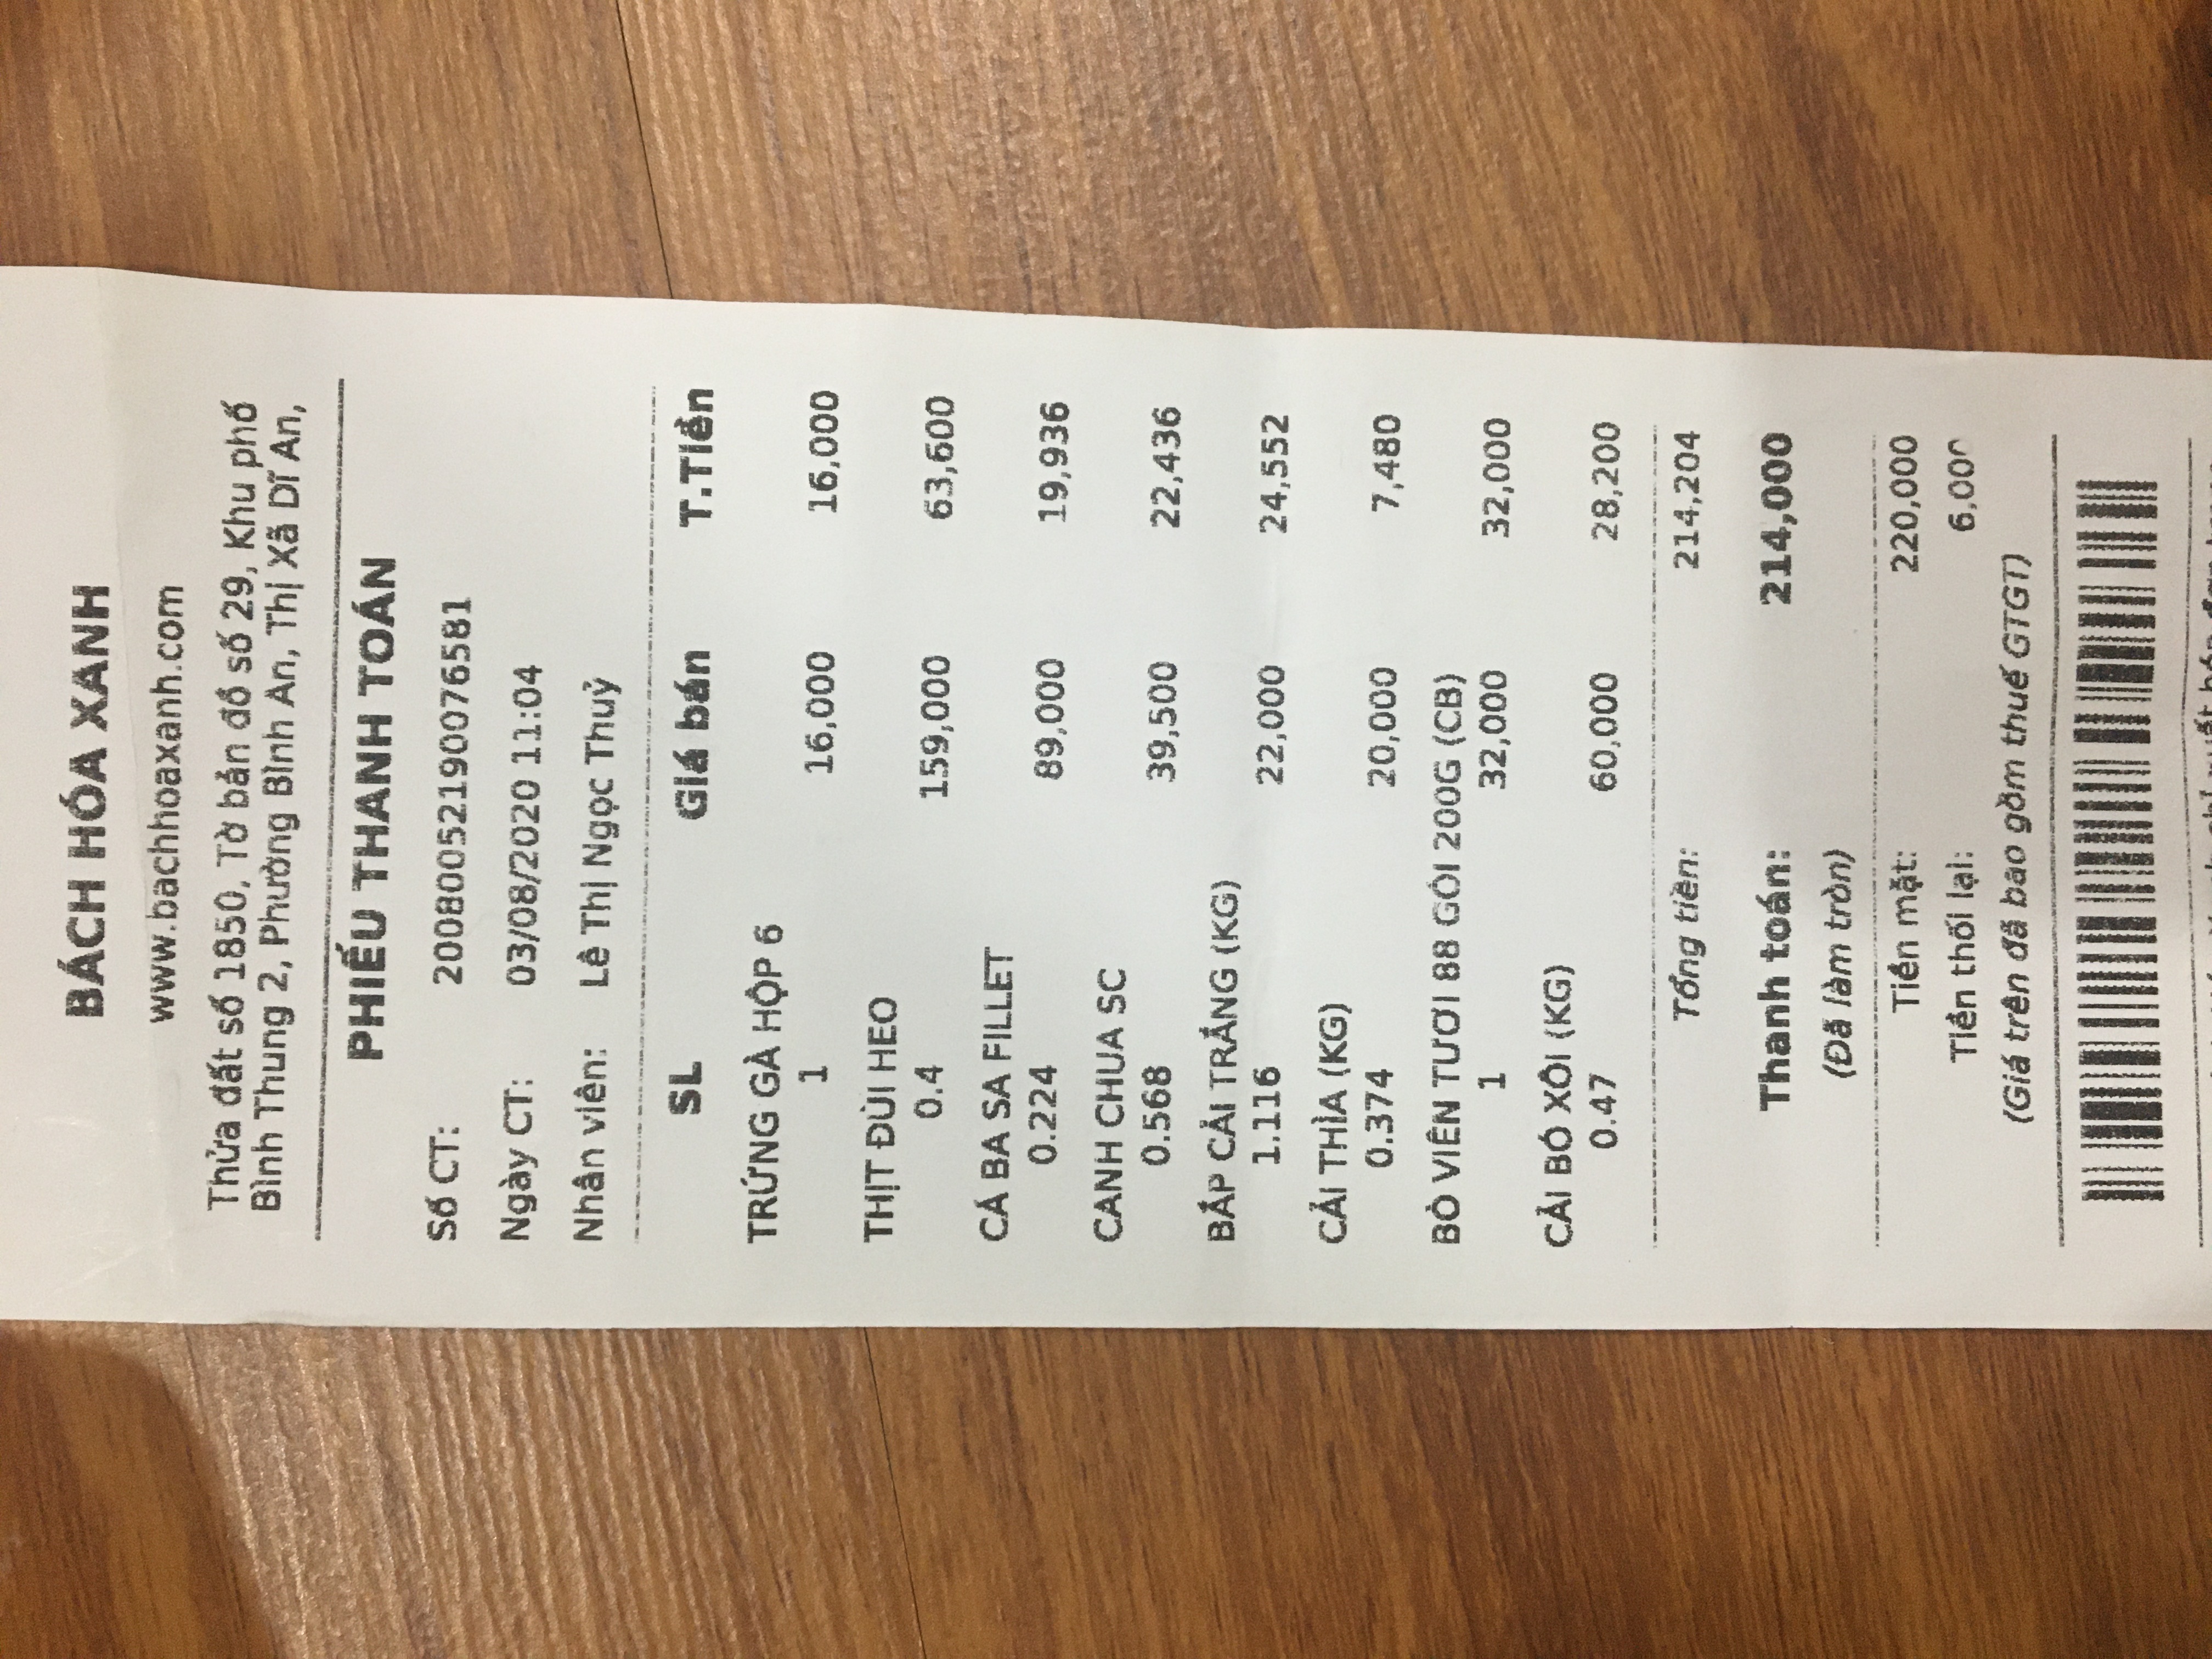 BÁCH HÓA XANH
www.bachhoaxanh.com
Thửa đất số 1850, Tờ bản đồ số 29, Khu phố
Bình Thung 2, Phường Bình An, Thị Xã Dĩ An,
PHIẾU THANH TOÁN
Số CT: 20080052190076581
Ngày CT: 03/08/2020 11:04
Nhân viên: Lê Thị Ngọc Thuỷ
SL Giá bán T.Tiền
TRỨNG GÀ HỘP 6
1 16,000 16,000
THỊT ĐÙI HEO
0.4 159,000 63,600
CÁ BA SA FILLET
0.224 89,000 19,936
CANH CHUA SC
0.568 39,500 22,436
BẮP CẢI TRẮNG (KG)
1.116 22,000 24,552
CẢI THÌA (KG)
0.374 20,000 7,480
BÒ VIÊN TƯƠI 88 GÓI 200G (CB)
1 32,000 32,000
CẢI BÓ XÔI (KG)
0.47 60,000 28,200
Tổng tiền: 214,204
Thanh toán: 214,000
(Đã làm tròn)
Tiền mặt: 220,000
Tiền thối lại: 6,000
(Giá trên đã bao gồm thuế GTGT)
chỉ xuất hóa đơn trong